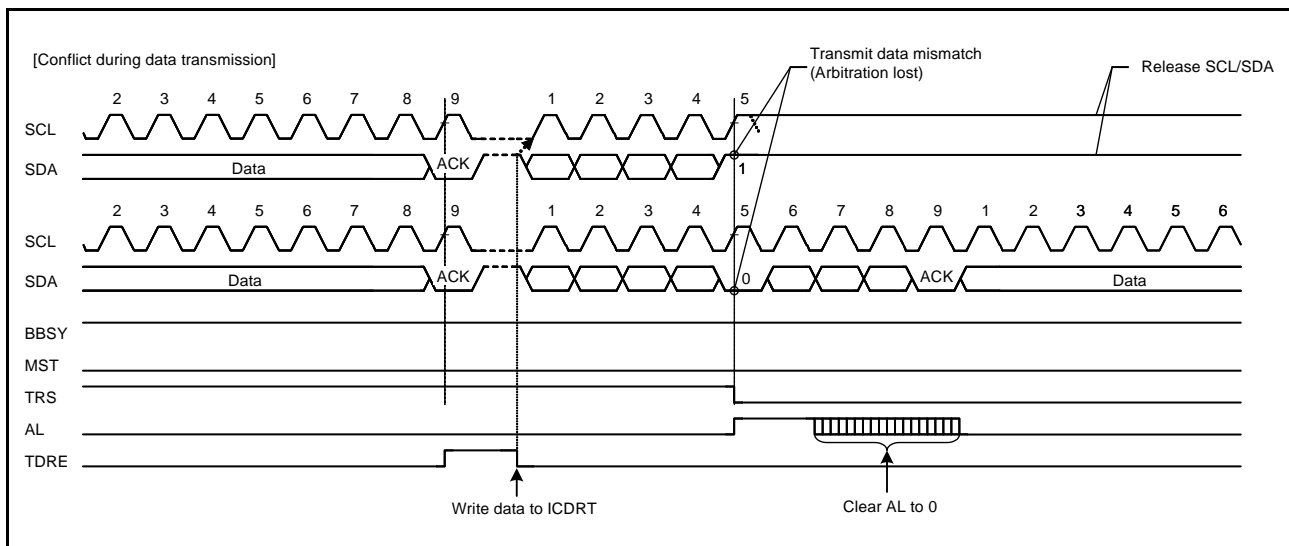 [Conflict during data transmission]
Transmit data mismatch
(Arbitration lost)
Release SCL/SDA
2 3 4 5 6 7 8 9 1 2 3 4 5
SCL
SDA Data ACK 1
2 3 4 5 6 7 8 9 1 2 3 4 5 6 7 8 9 1 2 3 4 5 6
SCL
SDA Data ACK 0 ACK Data
BBSY
MST
TRS
AL
TDRE
Write data to ICDRT
Clear AL to 0